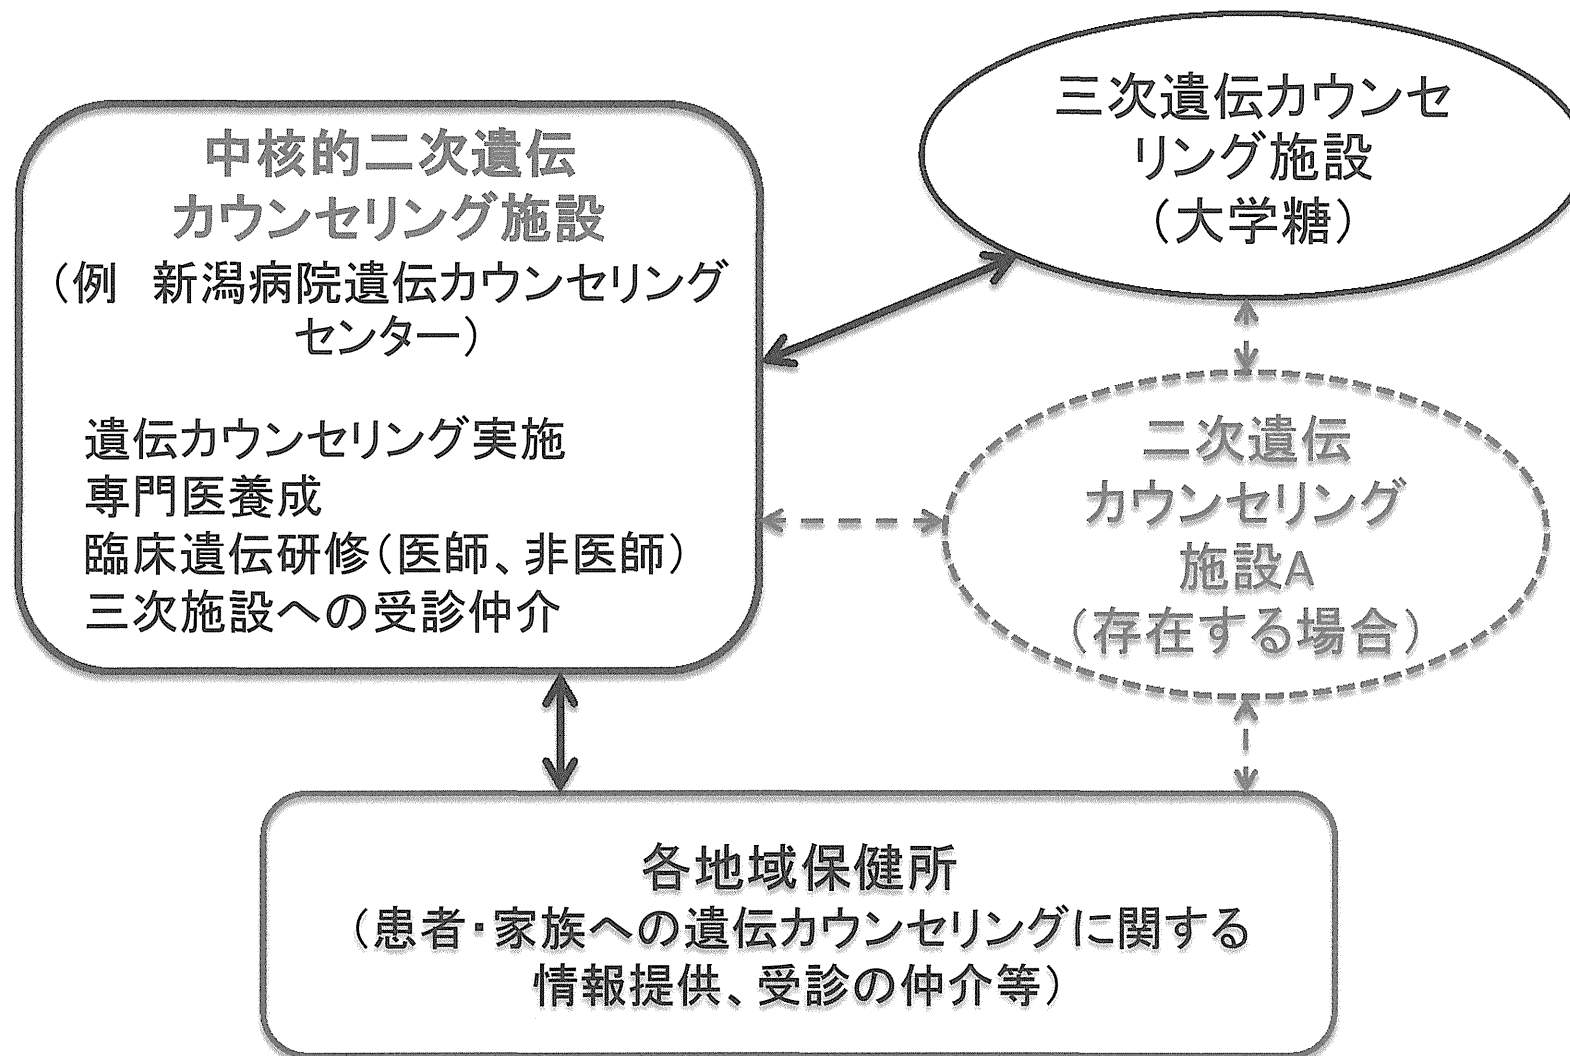 中核的二次遺伝
カウンセリング施設
（例　新潟病院遺伝カウンセリング
センター）
遺伝カウンセリング実施
専門医養成
臨床遺伝研修（医師、非医師）
三次施設への受診仲介
三次遺伝カウンセ
リング施設
（大学糖）
二次遺伝
カウンセリング
施設A
（存在する場合）
各地域保健所
（患者・家族への遺伝カウンセリングに関する
情報提供、受診の仲介等）